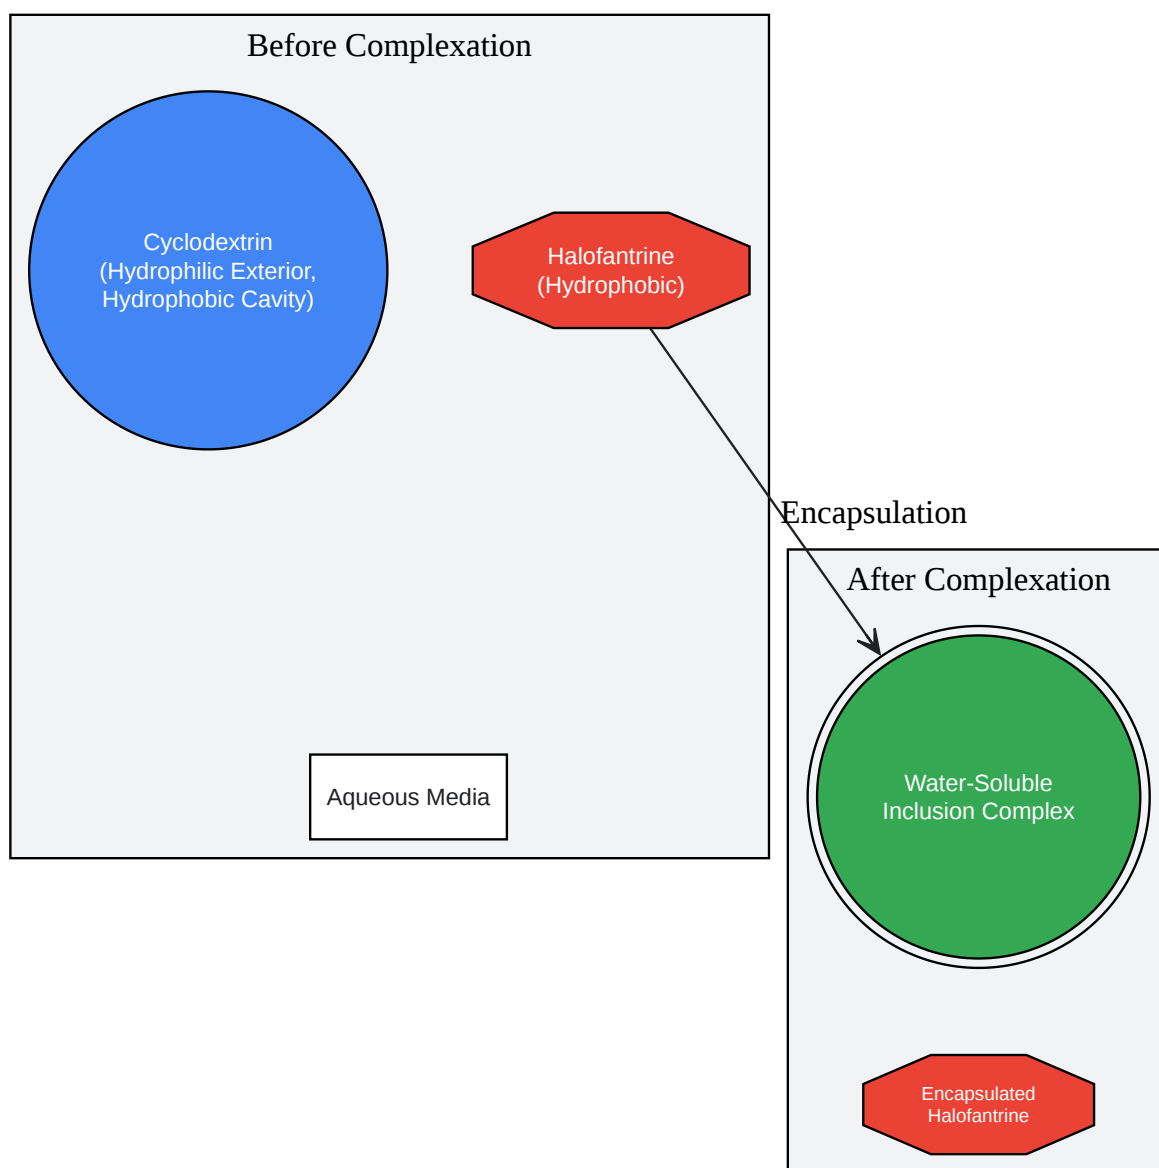 Before Complexation
Cyclodextrin
(Hydrophilic Exterior,
Hydrophobic Cavity)
Halofantrine
(Hydrophobic)
Encapsulation
After Complexation
Aqueous Media
Water-Soluble
Inclusion Complex
Encapsulated
Halofantrine